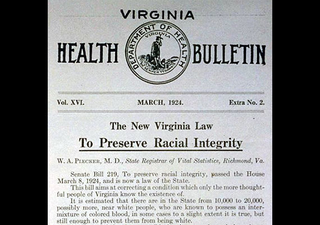 VIRGINIA
HEALTH BULLETIN
DEPARTMENT OF HEALTH
VIRGINIA
Vol. XVI. MARCH, 1924. Extra No. 2.
The New Virginia Law
To Preserve Racial Integrity
W. A. PLECKER, M. D., State Registrar of Vital Statistics, Richmond, Va.
Senate Bill 219, To preserve racial integrity, passed the House
March 8, 1924, and is now a law of the State.
This bill aims at correcting a condition which only the more thought-
ful people of Virginia know the existence of.
It is estimated that there are in the State from 10,000 to 20,000,
possibly more, near white people, who are known to possess an inter-
mixture of colored blood, in some cases to a slight extent it is true, but
still enough to prevent them from being white.